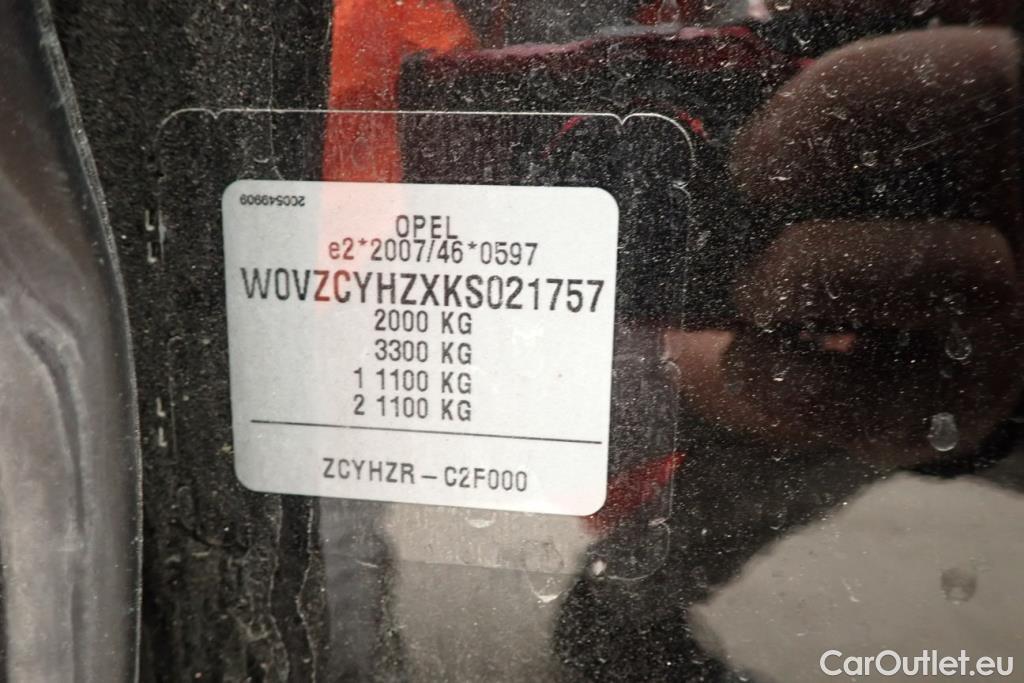 200549909
OPEL
e2*2007/46*0597
W0VZCYHZXKS021757
2000 KG
3300 KG
1 1100 KG
2 1100 KG
ZCYHZR-C2F000
CarOutlet.eu